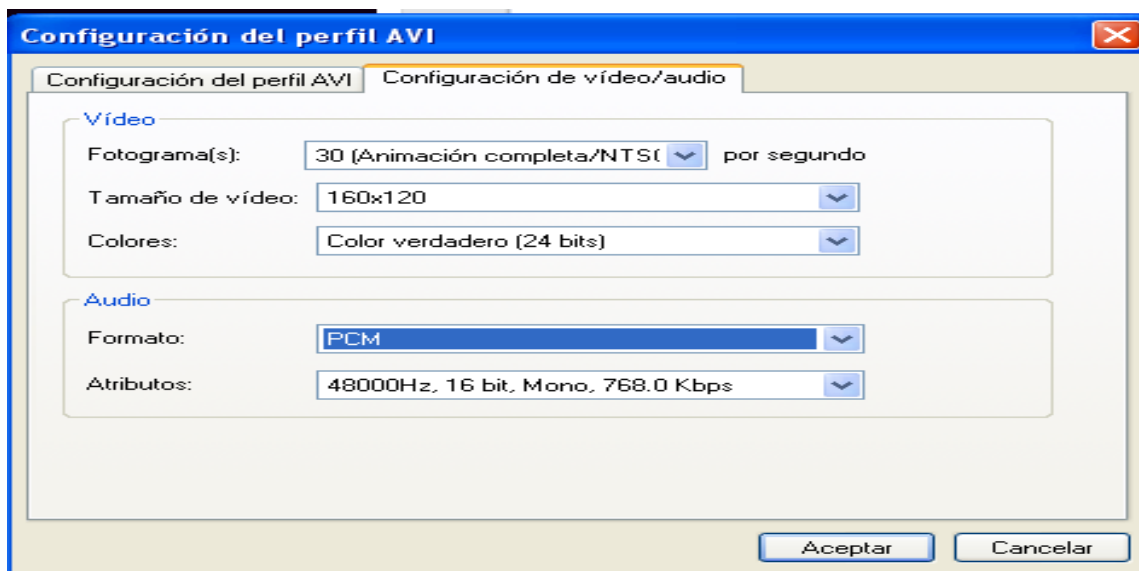 Configuración del perfil AVI
Configuración del perfil AVI Configuración de vídeo/audio
Vídeo
Fotograma(s): 30 (Animación completa/NTS( por segundo
Tamaño de vídeo: 160x120
Colores: Color verdadero (24 bits)
Audio
Formato: PCM
Atributos: 48000Hz, 16 bit, Mono, 768.0 Kbps
Aceptar Cancelar